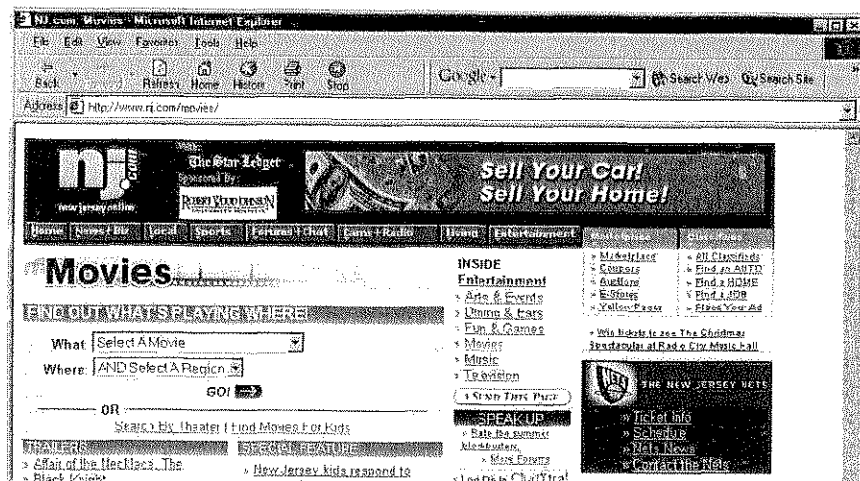 NJ.com: Movies - Microsoft Internet Explorer
File Edit View Favorites Tools Help
Back Refresh Home History Print Stop Google Search Web Search Site
Address http://www.nj.com/movies/
nj.com
new jersey online
The Star Ledger
Sponsored By:
Sell Your Car!
Sell Your Home!
Home News + Biz Local Sports Forums + Chat Cams + Radio Living Entertainment
Movies
FIND OUT WHAT'S PLAYING WHERE!
What: Select A Movie
Where: AND Select A Region
GO!
OR
Search By Theater | Find Movies For Kids
TRAILERS
» Affair of the Necklace, The
» Black Knight
SPECIAL FEATURE
» New Jersey kids respond to
INSIDE
Entertainment
» Arts & Events
» Dining & Bars
» Fun & Games
» Movies
» Music
» Television
» Send This Page
SPEAK UP
» Rate the summer
blockbusters.
» More Forums
» Marketplace
» Coupons
» Auctions
» E-Stores
» Yellow Pages
» All Classifieds
» Find an AUTO
» Find a HOME
» Find a JOB
» Place Your Ad
» Win tickets to see The Christmas
Spectacular at Radio City Music Hall
NETS
THE NEW JERSEY NETS
» Ticket Info
» Schedule
» Nets News
» Contact the Nets